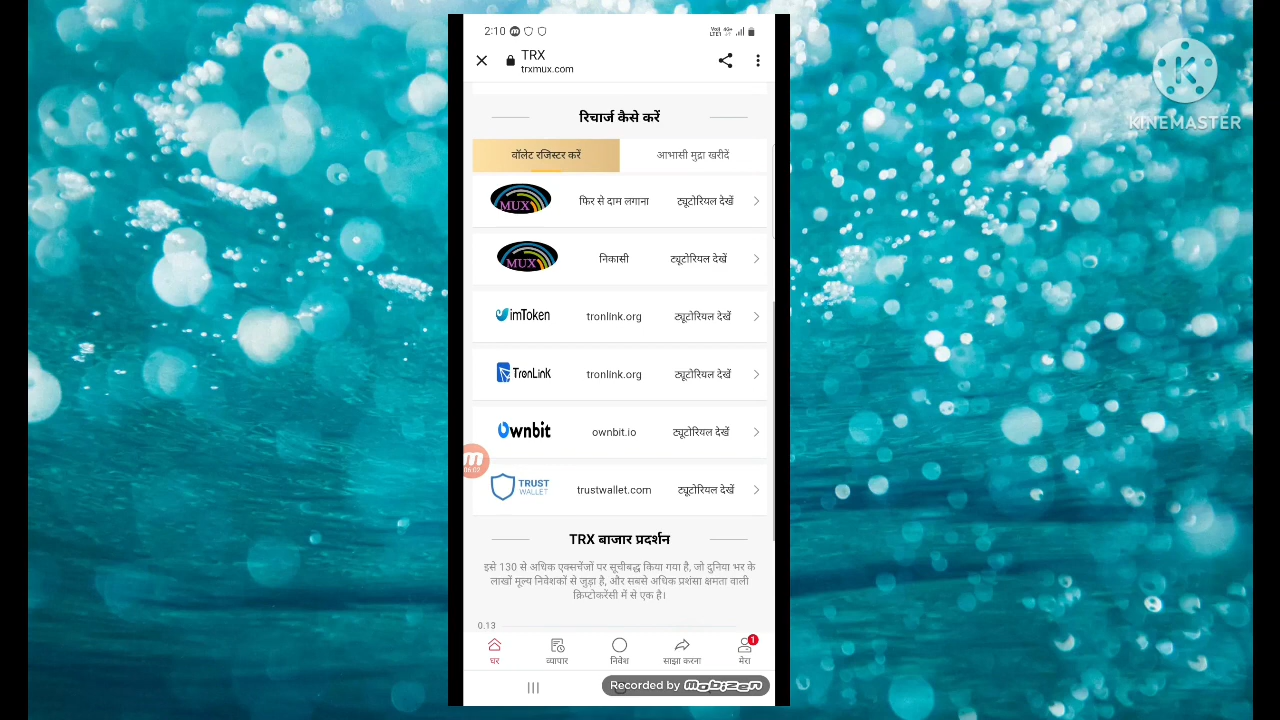 2:10
TRX
trxmux.com
KINEMASTER
रिचार्ज कैसे करें
वॉलेट रजिस्टर करें आभासी मुद्रा खरीदें
MUX फिर से दाम लगाना ट्यूटोरियल देखें
MUX निकासी ट्यूटोरियल देखें
imToken tronlink.org ट्यूटोरियल देखें
TronLink tronlink.org ट्यूटोरियल देखें
Ownbit ownbit.io ट्यूटोरियल देखें
TRUST WALLET trustwallet.com ट्यूटोरियल देखें
TRX बाजार प्रदर्शन
इसे 130 से अधिक एक्सचेंजों पर सूचीबद्ध किया गया है, जो दुनिया भर के
लाखों मूल्य निवेशकों से जुड़ा है, और सबसे अधिक प्रशंसा क्षमता वाली
क्रिप्टोकरेंसी में से एक है।
0.13
1
घर व्यापार निवेश साझा करना मेरा
Recorded by Mobizen